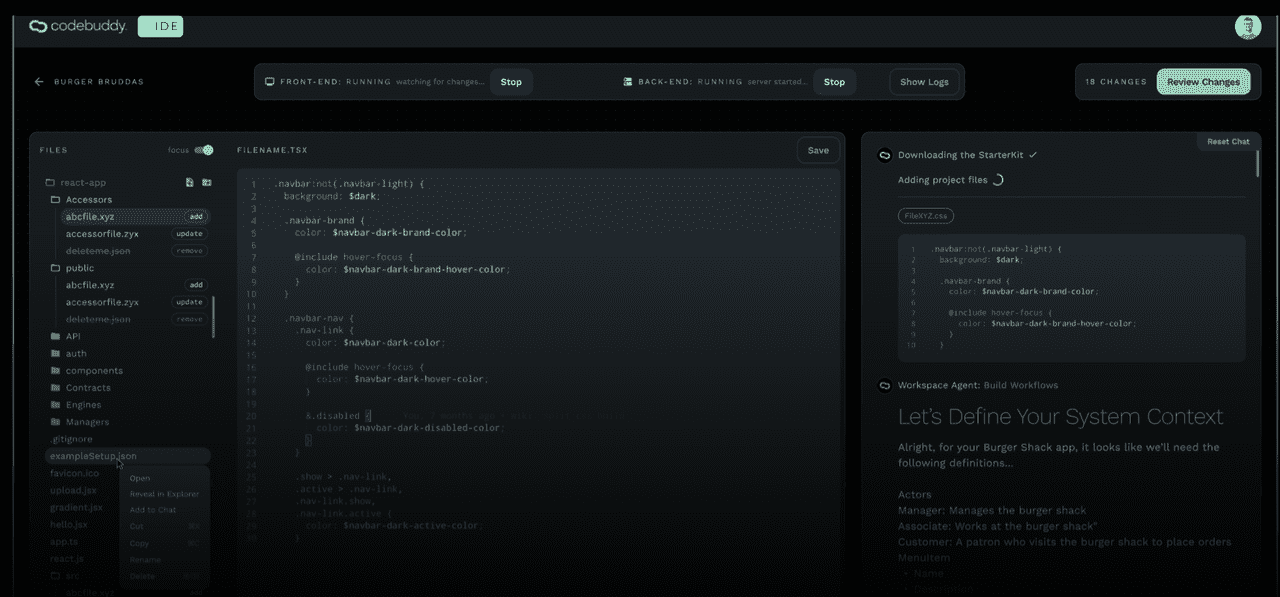 codebuddy.
IDE
BURGER BRUDDAS
FRONT-END: RUNNING watching for changes... Stop
BACK-END: RUNNING server started... Stop
Show Logs
18 CHANGES Review Changes
FILES focus
react-app
Accessors
abcfile.xyz add
accessorfile.zyx update
deleteme.json remove
public
abcfile.xyz add
accessorfile.zyx update
deleteme.json remove
API
auth
components
Contracts
Engines
Managers
.gitignore
exampleSetup.json
favicon.ico
upload.jsx
gradient.jsx
hello.jsx
app.ts
react.js
src
abcfile.xyz
Open
Reveal in Explorer
Add to Chat
Cut
Copy
Rename
Delete
FILENAME.TSX
Save
1 .navbar:not(.navbar-light) {
2 background: $dark;
3
4 .navbar-brand {
5 color: $navbar-dark-brand-color;
6
7 @include hover-focus {
8 color: $navbar-dark-brand-hover-color;
9 }
10 }
11
12 .navbar-nav {
13 .nav-link {
14 color: $navbar-dark-color;
15
16 @include hover-focus {
17 color: $navbar-dark-hover-color;
18 }
19
20 &.disabled {
21 color: $navbar-dark-disabled-color;
22 }
23 }
24
25 .show > .nav-link,
26 .active > .nav-link,
27 .nav-link.show,
28 .nav-link.active {
29 color: $navbar-dark-active-color;
30 }
Reset Chat
Downloading the StarterKit ✓
Adding project files
FileXYZ.css
1 .navbar:not(.navbar-light) {
2 background: $dark;
3
4 .navbar-brand {
5 color: $navbar-dark-brand-color;
6
7 @include hover-focus {
8 color: $navbar-dark-brand-hover-color;
9 }
10 }
Workspace Agent: Build Workflows
Let's Define Your System Context
Alright, for your Burger Shack app, it looks like we'll need the
following definitions...
Actors
Manager: Manages the burger shack
Associate: Works at the burger shack"
Customer: A patron who visits the burger shack to place orders
MenuItem
• Name
• Description